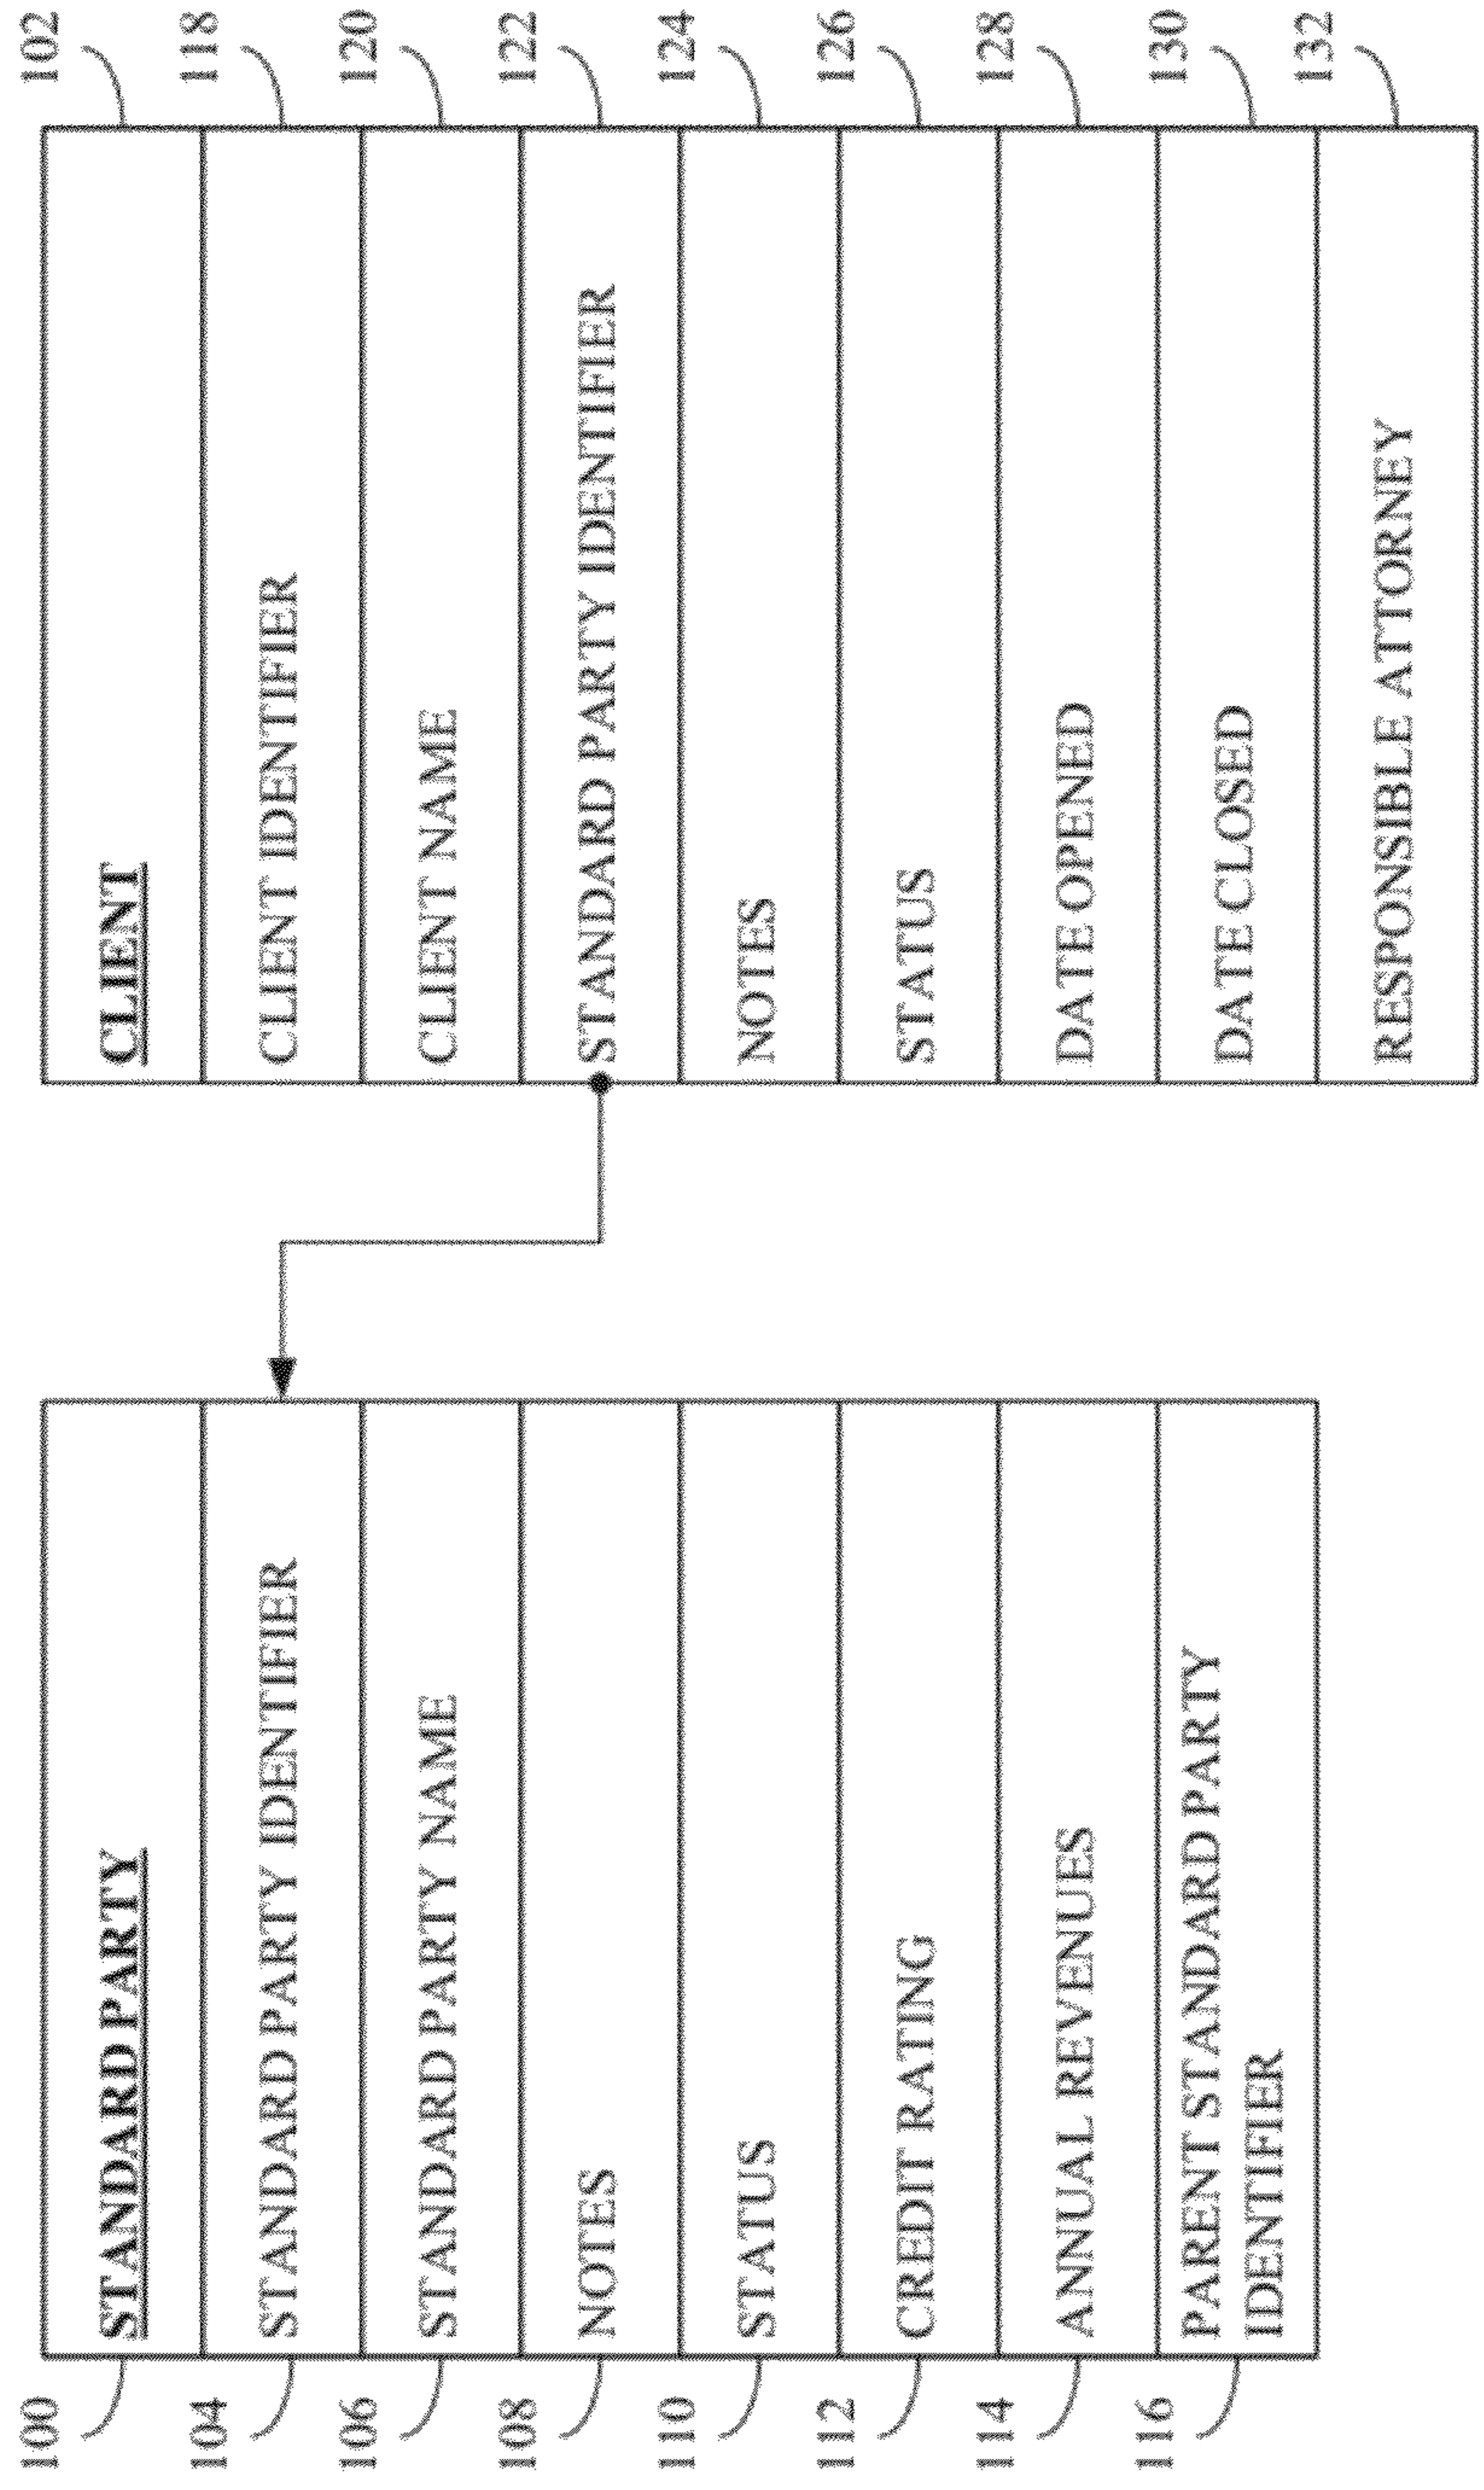 100
STANDARD PARTY
104
STANDARD PARTY IDENTIFIER
106
STANDARD PARTY NAME
108
NOTES
110
STATUS
112
CREDIT RATING
114
ANNUAL REVENUES
116
PARENT STANDARD PARTY
IDENTIFIER
CLIENT
102
CLIENT IDENTIFIER
118
CLIENT NAME
120
STANDARD PARTY IDENTIFIER
122
NOTES
124
STATUS
126
DATE OPENED
128
DATE CLOSED
130
RESPONSIBLE ATTORNEY
132